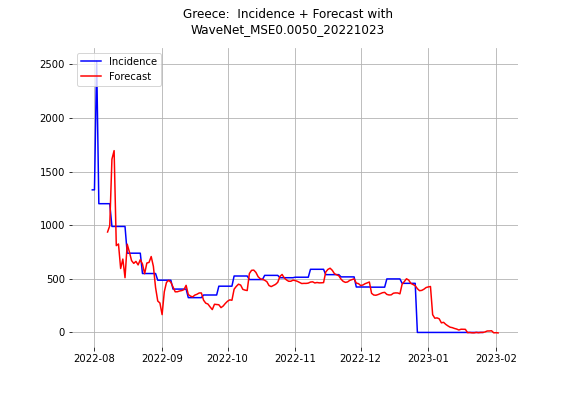 Greece:  Incidence + Forecast with
WaveNet_MSE0.0050_20221023
Incidence
Forecast
2500
2000
1500
1000
500
0
2022-08 2022-09 2022-10 2022-11 2022-12 2023-01 2023-02